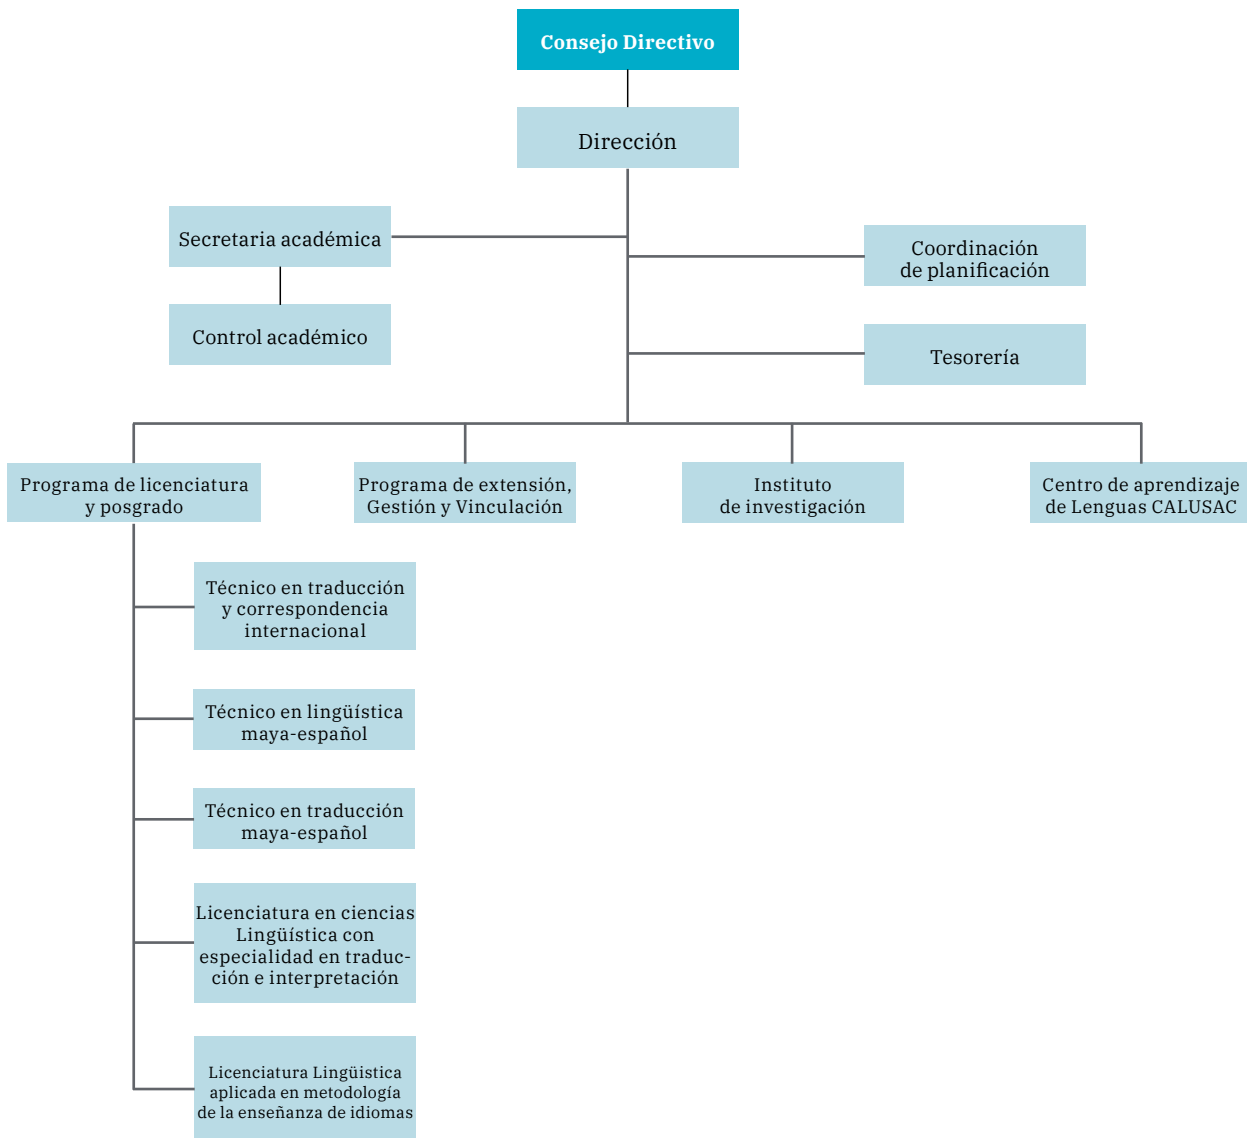 Consejo Directivo
Dirección
Secretaria académica
Control académico
Coordinación
de planificación
Tesorería
Programa de licenciatura
y posgrado
Programa de extensión,
Gestión y Vinculación
Instituto
de investigación
Centro de aprendizaje
de Lenguas CALUSAC
Técnico en traducción
y correspondencia
internacional
Técnico en lingüística
maya-español
Técnico en traducción
maya-español
Licenciatura en ciencias
Lingüística con
especialidad en traduc-
ción e interpretación
Licenciatura Lingüistica
aplicada en metodología
de la enseñanza de idiomas